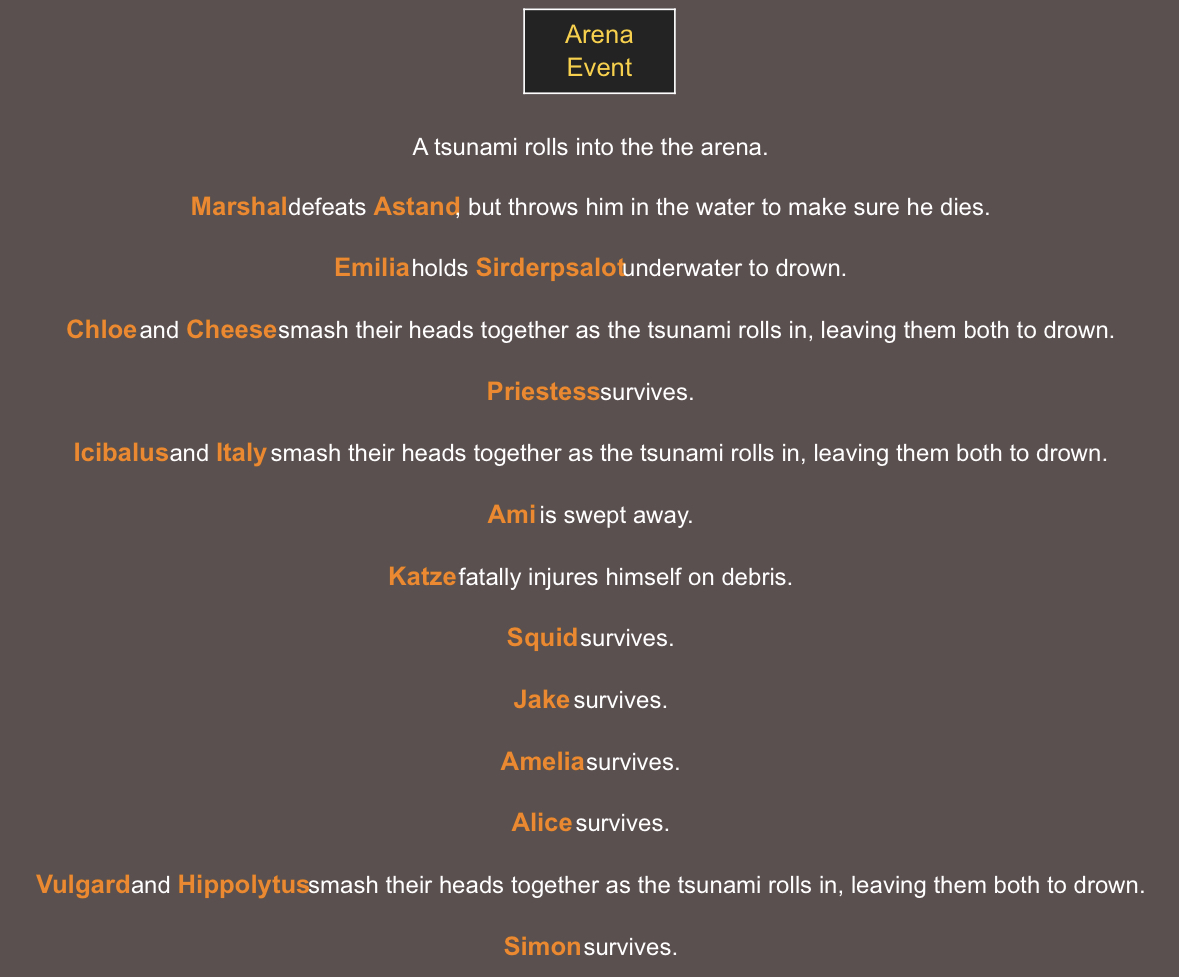 Arena
Event
A tsunami rolls into the the arena.
Marshal defeats Astand, but throws him in the water to make sure he dies.
Emilia holds Sirderpsalot underwater to drown.
Chloe and Cheese smash their heads together as the tsunami rolls in, leaving them both to drown.
Priestess survives.
Icibalus and Italy smash their heads together as the tsunami rolls in, leaving them both to drown.
Ami is swept away.
Katze fatally injures himself on debris.
Squid survives.
Jake survives.
Amelia survives.
Alice survives.
Vulgard and Hippolytus smash their heads together as the tsunami rolls in, leaving them both to drown.
Simon survives.